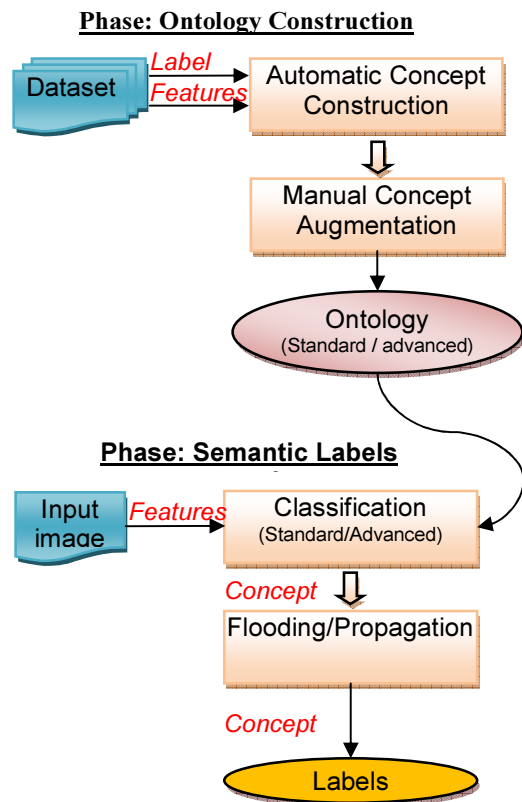 Phase: Ontology Construction
Label
Dataset
Features
Automatic Concept
Construction
Manual Concept
Augmentation
Ontology
(Standard / advanced)
Phase: Semantic Labels
Input
image
Features
Classification
(Standard/Advanced)
Concept
Flooding/Propagation
Concept
Labels